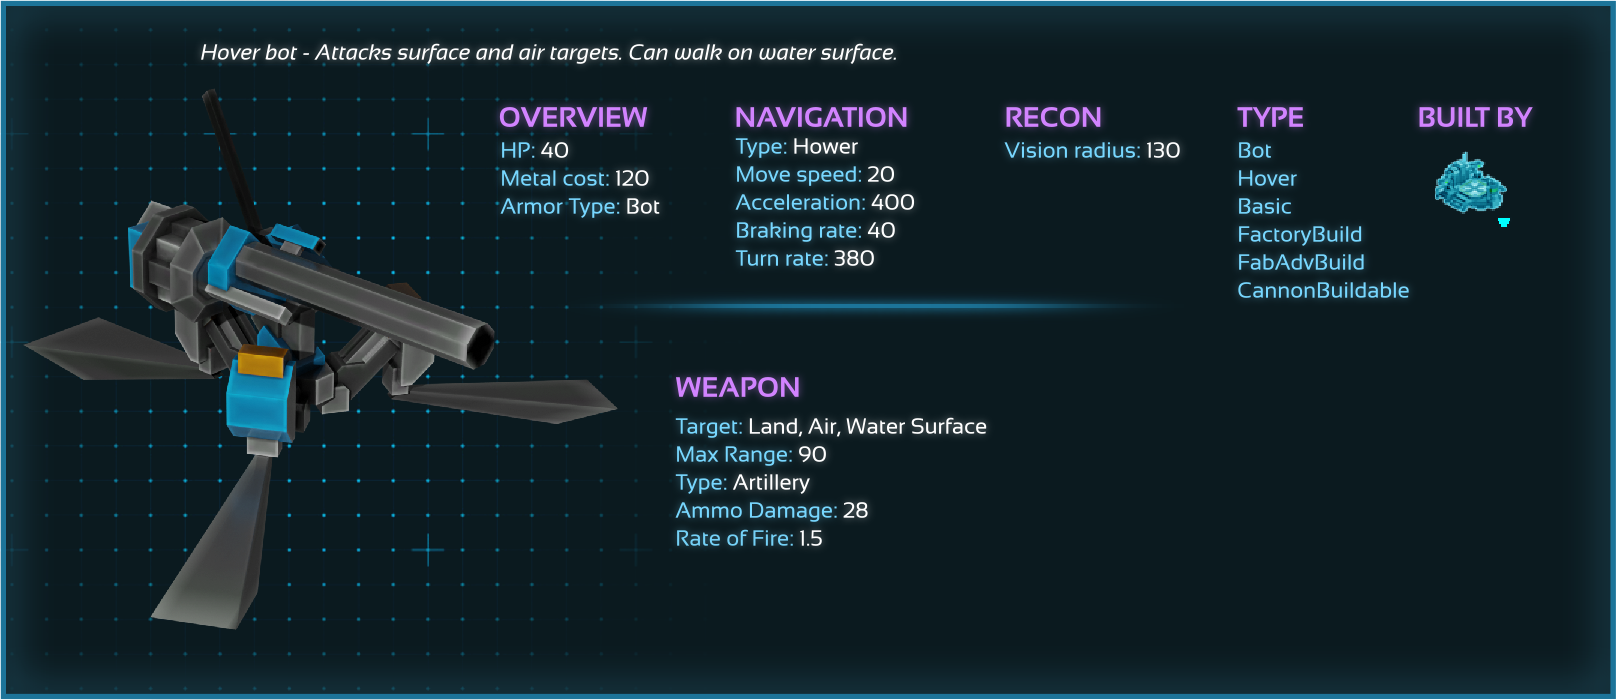 Hover bot - Attacks surface and air targets. Can walk on water surface.
OVERVIEW
HP: 40
Metal cost: 120
Armor Type: Bot
NAVIGATION
Type: Hower
Move speed: 20
Acceleration: 400
Braking rate: 40
Turn rate: 380
RECON
Vision radius: 130
TYPE
Bot
Hover
Basic
FactoryBuild
FabAdvBuild
CannonBuildable
BUILT BY
WEAPON
Target: Land, Air, Water Surface
Max Range: 90
Type: Artillery
Ammo Damage: 28
Rate of Fire: 1.5